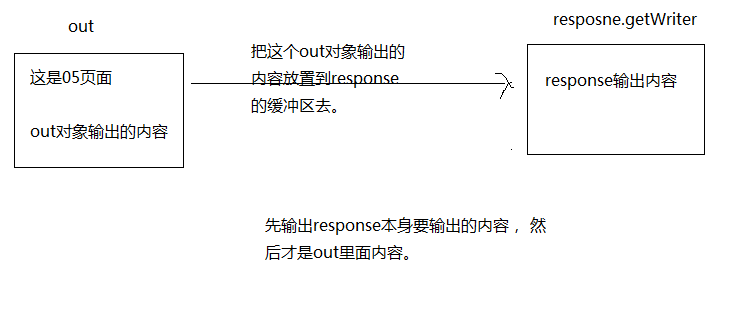 out
resposne.getWriter
这是05页面
out对象输出的内容
把这个out对象输出的
内容放置到response
的缓冲区去。
response输出内容
先输出response本身要输出的内容 ，然
后才是out里面内容。